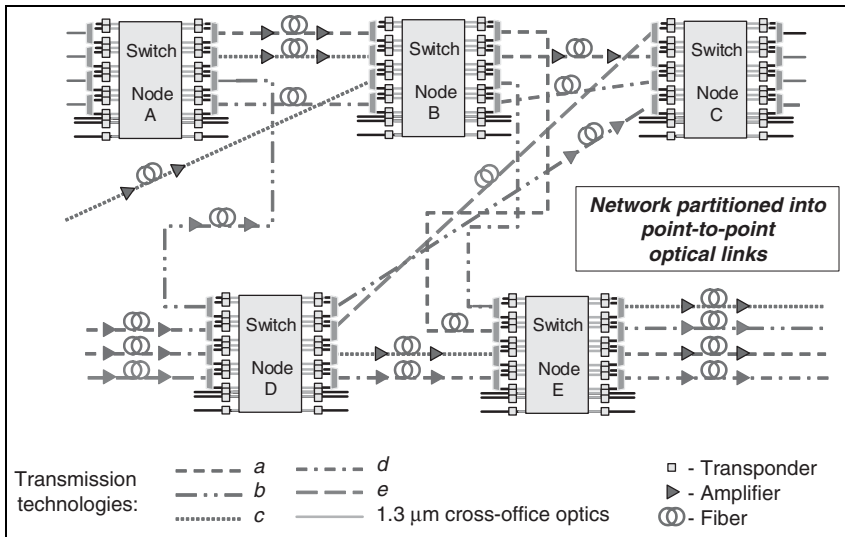 Switch
Node
A
Switch
Node
B
Switch
Node
C
Network partitioned into
point-to-point
optical links
Switch
Node
D
Switch
Node
E
Transmission
technologies:
a
b
c
d
e
1.3 μm cross-office optics
- Transponder
- Amplifier
- Fiber